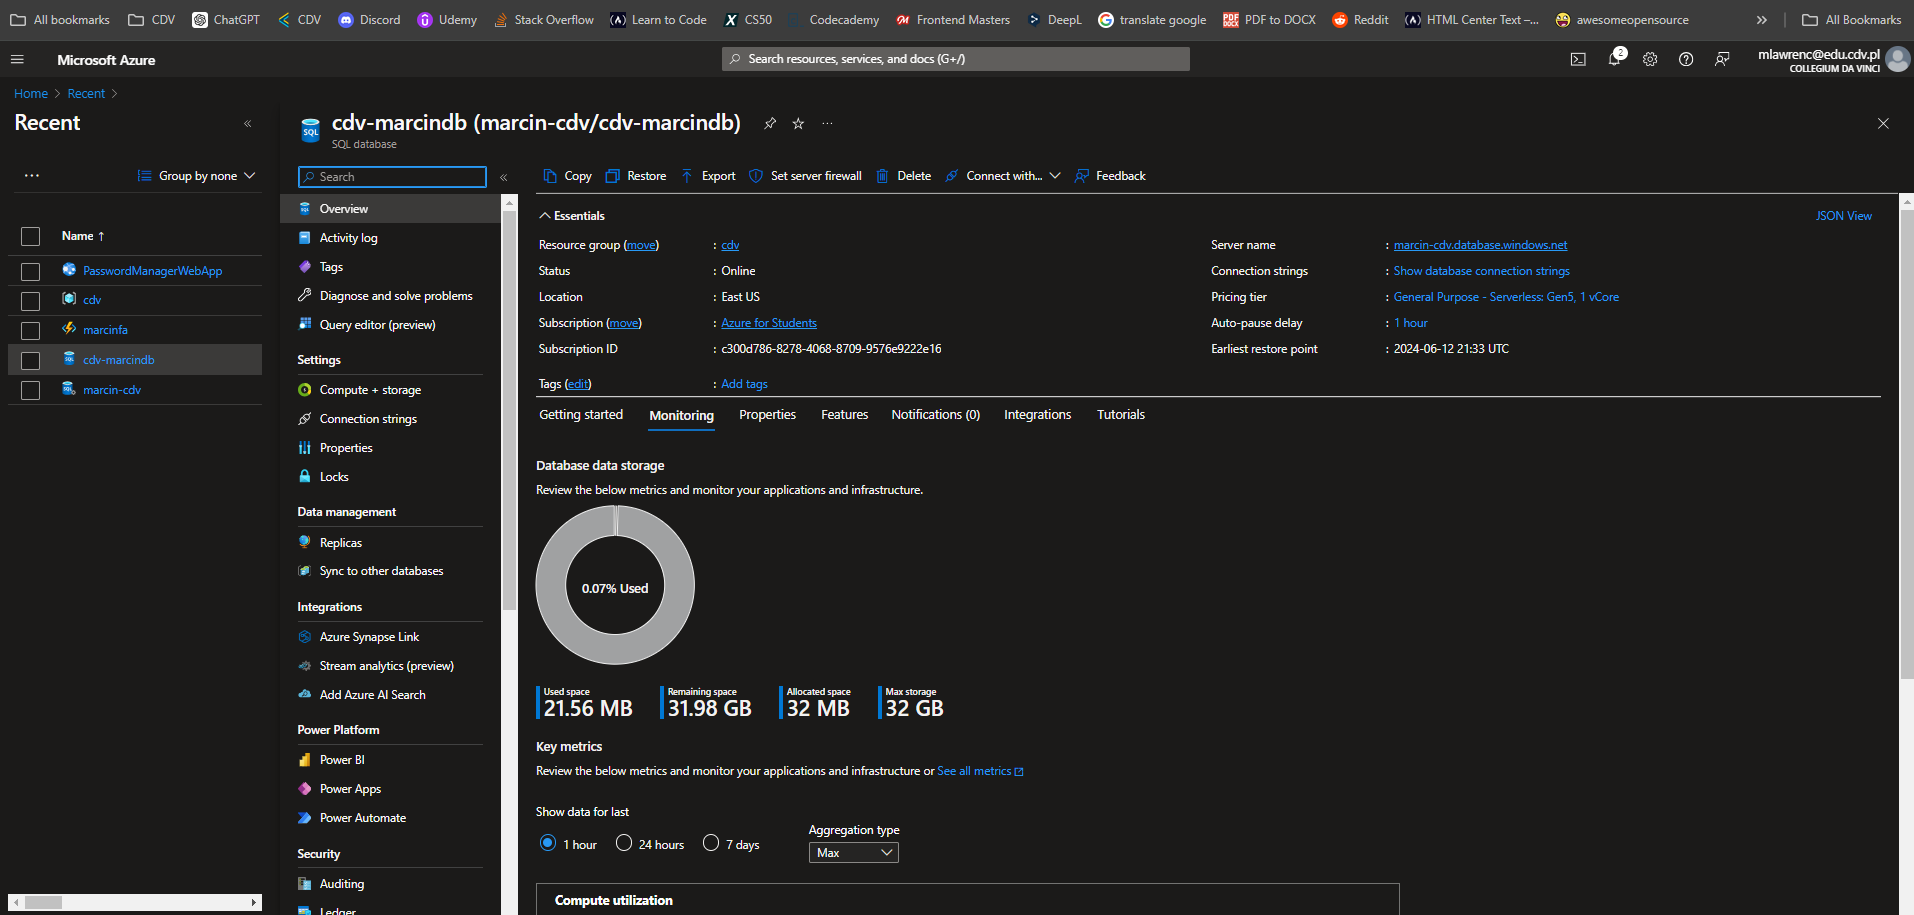 All bookmarks CDV ChatGPT CDV Discord Udemy Stack Overflow Learn to Code CS50 Codecademy Frontend Masters DeepL translate google PDF to DOCX Reddit HTML Center Text –... awesomeopensource » All Bookmarks
Microsoft Azure
Search resources, services, and docs (G+/)
2
mlawrenc@edu.cdv.pl
COLLEGIUM DA VINCI
Home > Recent >
Recent «
... Group by none
Name ↑
PasswordManagerWebApp
cdv
marcinfa
cdv-marcindb
marcin-cdv
cdv-marcindb (marcin-cdv/cdv-marcindb) ...
SQL database
Search «
Overview
Activity log
Tags
Diagnose and solve problems
Query editor (preview)
Settings
Compute + storage
Connection strings
Properties
Locks
Data management
Replicas
Sync to other databases
Integrations
Azure Synapse Link
Stream analytics (preview)
Add Azure AI Search
Power Platform
Power BI
Power Apps
Power Automate
Security
Auditing
Ledger
Copy Restore Export Set server firewall Delete Connect with... Feedback
Essentials JSON View
Resource group (move) : cdv
Status : Online
Location : East US
Subscription (move) : Azure for Students
Subscription ID : c300d786-8278-4068-8709-9576e9222e16
Server name : marcin-cdv.database.windows.net
Connection strings : Show database connection strings
Pricing tier : General Purpose - Serverless: Gen5, 1 vCore
Auto-pause delay : 1 hour
Earliest restore point : 2024-06-12 21:33 UTC
Tags (edit) : Add tags
Getting started Monitoring Properties Features Notifications (0) Integrations Tutorials
Database data storage
Review the below metrics and monitor your applications and infrastructure.
0.07% Used
Used space
21.56 MB
Remaining space
31.98 GB
Allocated space
32 MB
Max storage
32 GB
Key metrics
Review the below metrics and monitor your applications and infrastructure or See all metrics
Show data for last
1 hour 24 hours 7 days
Aggregation type
Max
Compute utilization